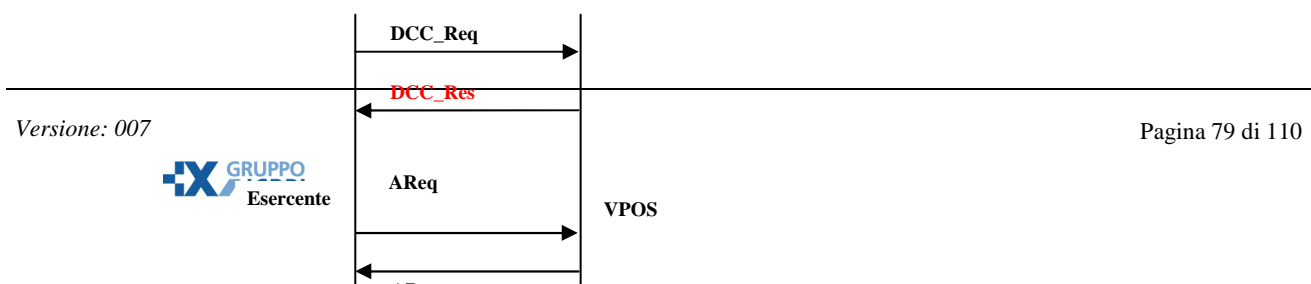 DCC_Req
DCC_Res
Versione: 007
Pagina 79 di 110
GRUPPO
Esercente
AReq
VPOS